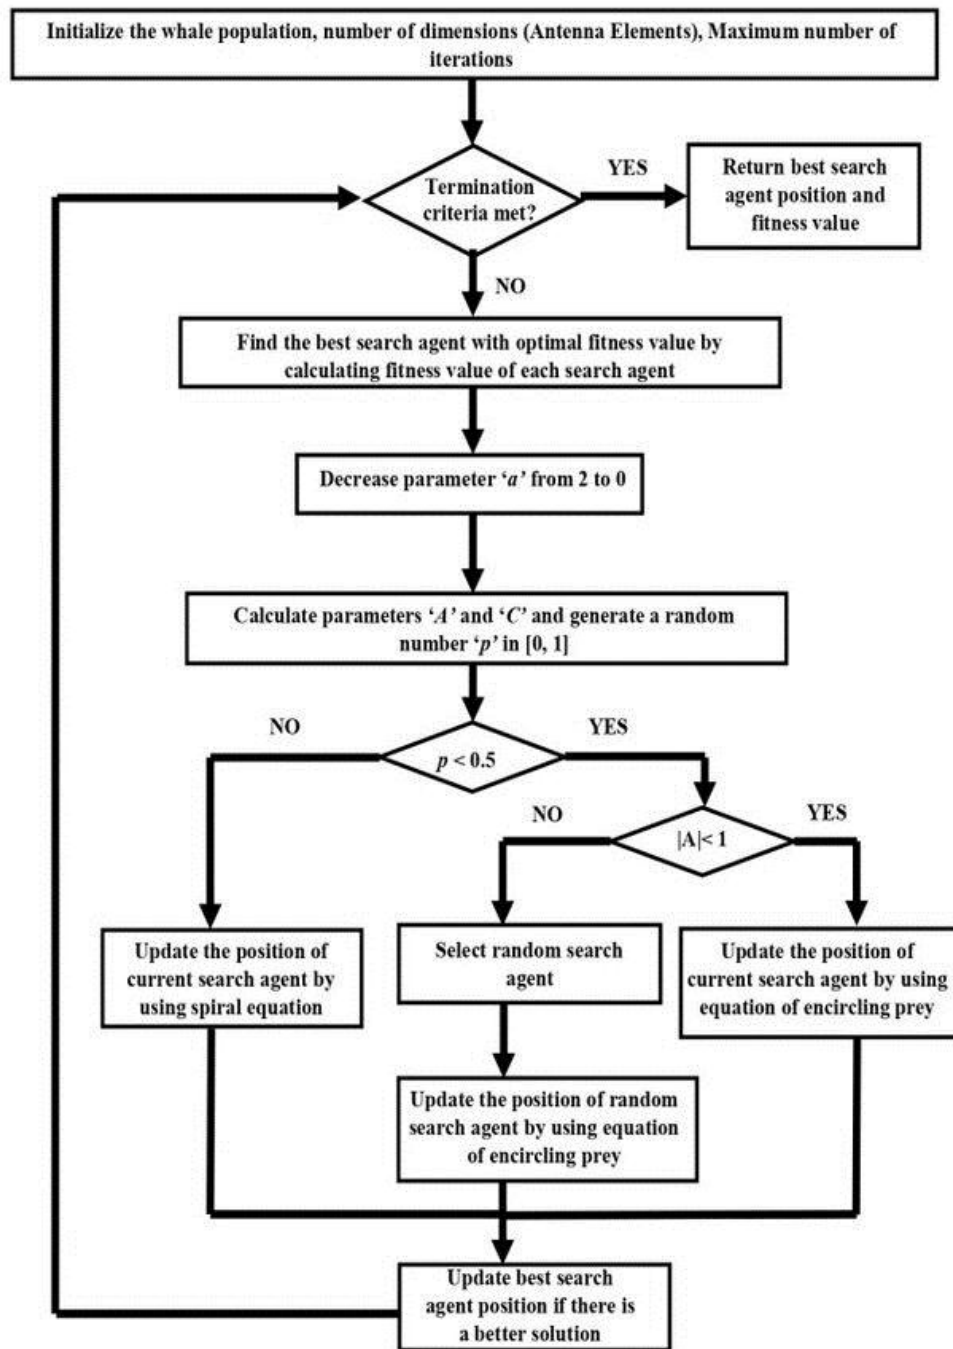 Initialize the whale population, number of dimensions (Antenna Elements), Maximum number of
iterations
Termination
criteria met?
YES
Return best search
agent position and
fitness value
NO
Find the best search agent with optimal fitness value by
calculating fitness value of each search agent
Decrease parameter ‘a’ from 2 to 0
Calculate parameters ‘A’ and ‘C’ and generate a random
number ‘p’ in [0, 1]
NO
YES
p < 0.5
NO
YES
|A|< 1
Update the position of
current search agent by
using spiral equation
Select random search
agent
Update the position of
current search agent by using
equation of encircling prey
Update the position of random
search agent by using equation
of encircling prey
Update best search
agent position if there is
a better solution